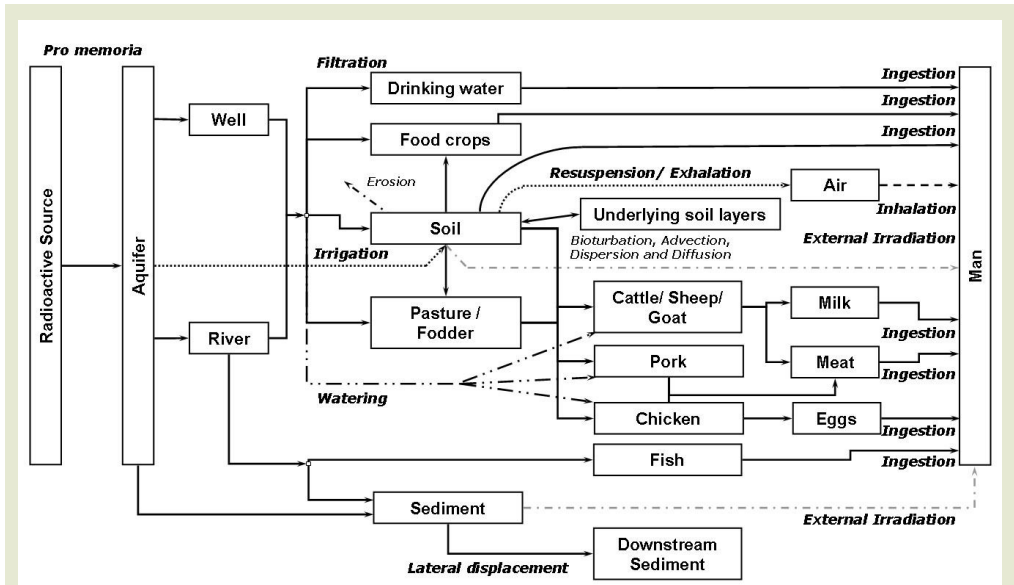 Pro memoria
Radioactive Source
Aquifer
Well
River
Filtration
Drinking water
Food crops
Erosion
Soil
Irrigation
Pasture /
Fodder
Watering
Ingestion
Ingestion
Ingestion
Resuspension/ Exhalation
Air
Inhalation
Underlying soil layers
Bioturbation, Advection,
Dispersion and Diffusion
External Irradiation
Man
Cattle/ Sheep/
Goat
Milk
Ingestion
Pork
Meat
Ingestion
Chicken
Eggs
Ingestion
Fish
Ingestion
Sediment
External Irradiation
Lateral displacement
Downstream
Sediment